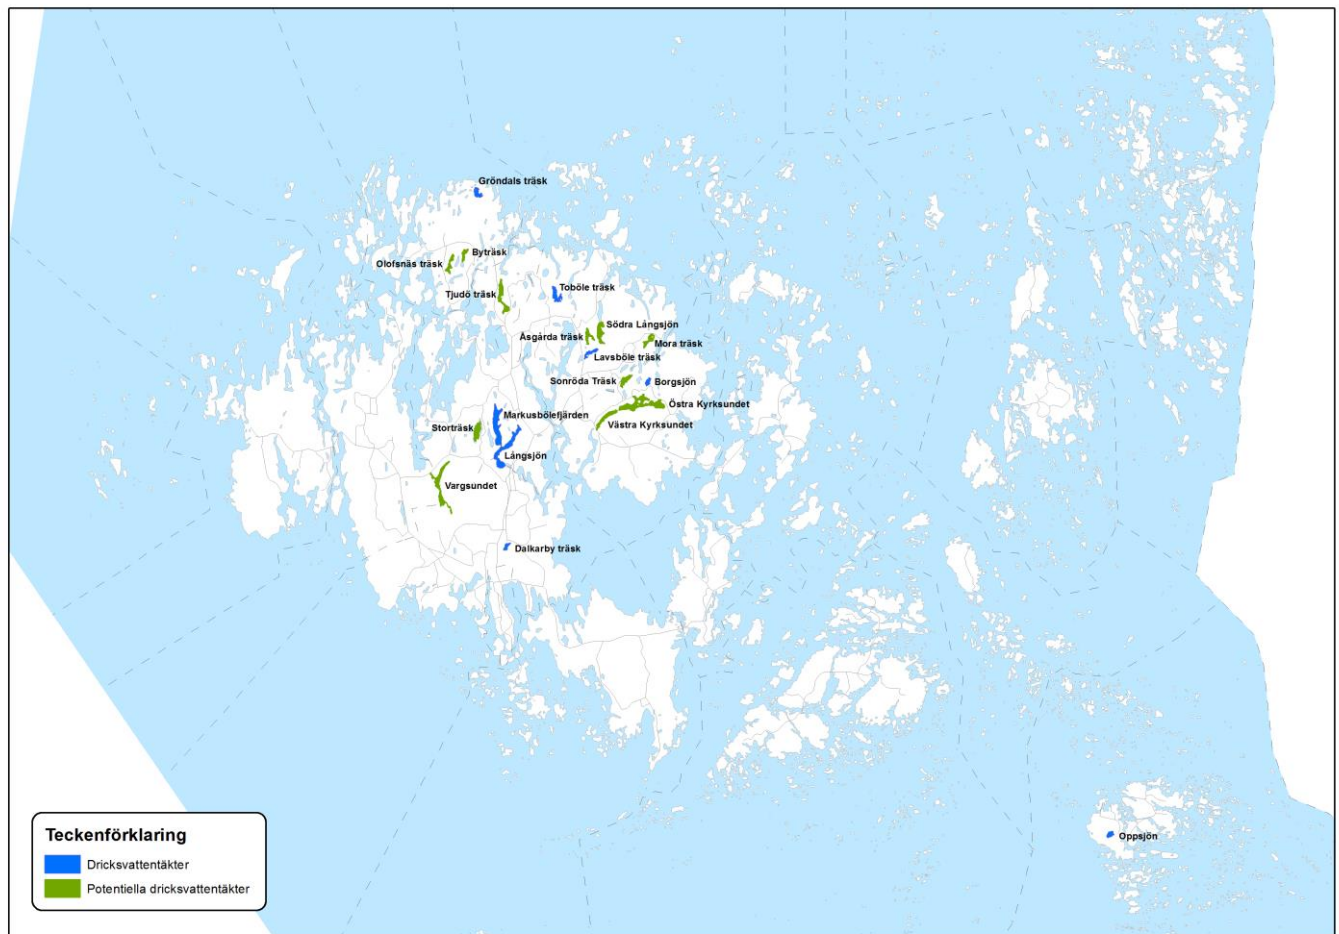 Gröndals träsk
Byträsk
Olofsnäs träsk
Toböle träsk
Tjudö träsk
Södra Långsjön
Åsgårda träsk
Mora träsk
Lavsböle träsk
Sonröda Träsk
Borgsjön
Östra Kyrksundet
Markusbölefjärden
Västra Kyrksundet
Storträsk
Långsjön
Vargsundet
Dalkarby träsk
Oppsjön
Teckenförklaring
Dricksvattentäkter
Potentiella dricksvattentäkter